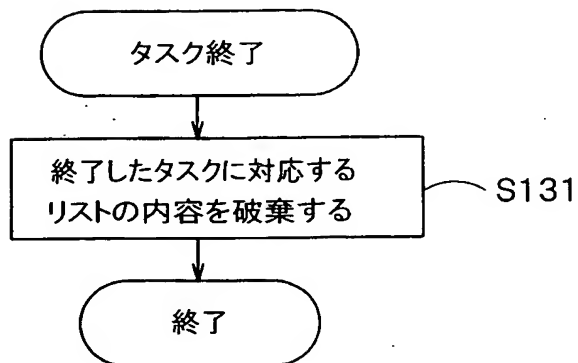 タスク終了
終了したタスクに対応する
リストの内容を破棄する
S131
終了